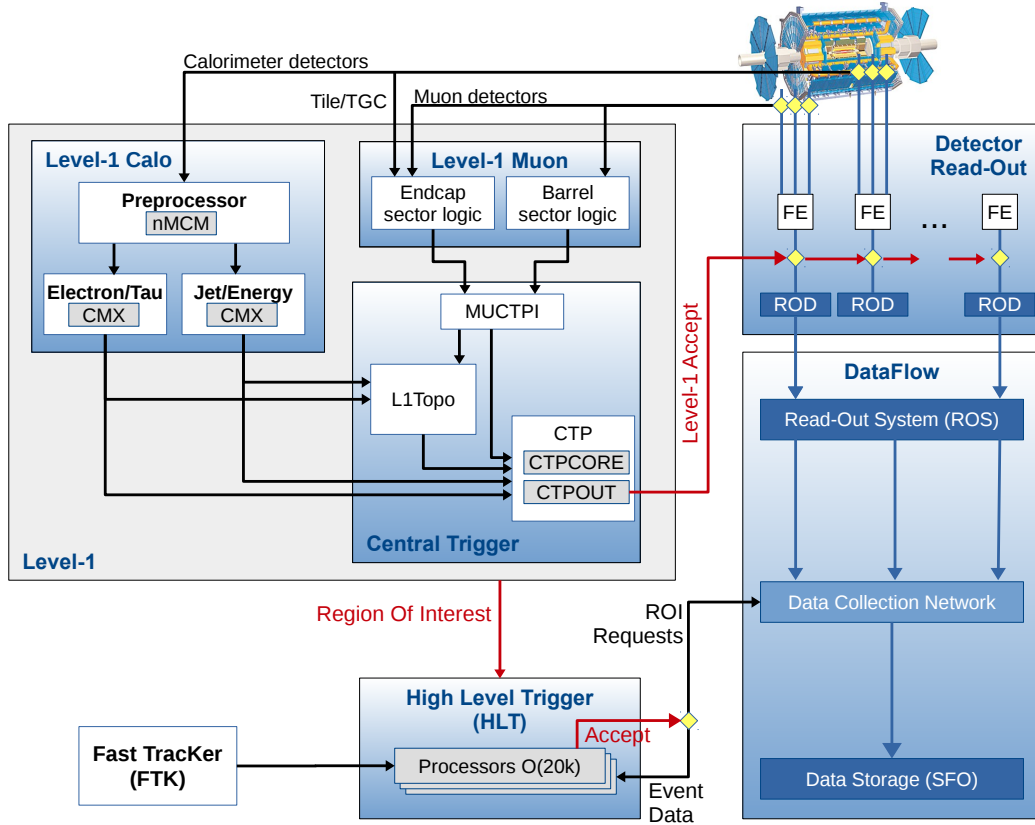 Calorimeter detectors
Tile/TGC
Muon detectors
Level-1 Calo
Preprocessor
nMCM
Electron/Tau
CMX
Jet/Energy
CMX
Level-1 Muon
Endcap
sector logic
Barrel
sector logic
MUCTPI
L1Topo
CTP
CTPCORE
CTPOUT
Central Trigger
Level-1
Level-1 Accept
Detector
Read-Out
FE
FE
...
FE
ROD
ROD
ROD
DataFlow
Read-Out System (ROS)
Data Collection Network
Data Storage (SFO)
Region Of Interest
ROI
Requests
High Level Trigger
(HLT)
Accept
Processors O(20k)
Event
Data
Fast TracKer
(FTK)